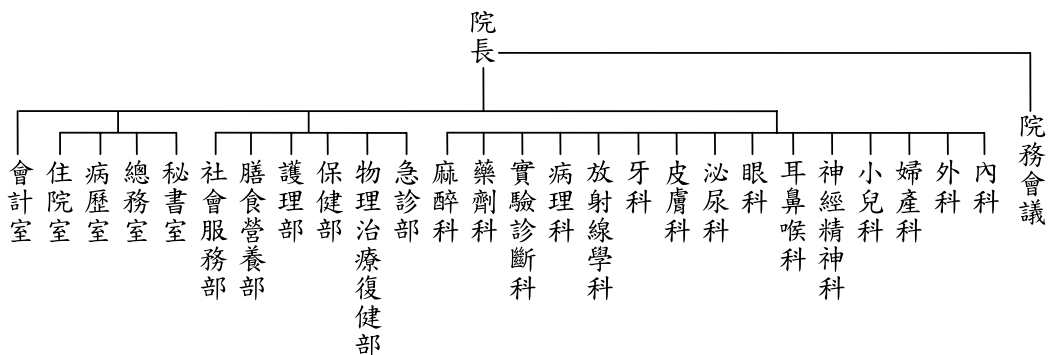 院長
院務會議
內科
外科
婦產科
小兒科
神經精神科
耳鼻喉科
眼科
泌尿科
皮膚科
牙科
放射線學科
病理科
實驗診斷科
藥劑科
麻醉科
急診部
物理治療復健部
保健部
護理部
膳食營養部
社會服務部
秘書室
總務室
病歷室
住院室
會計室